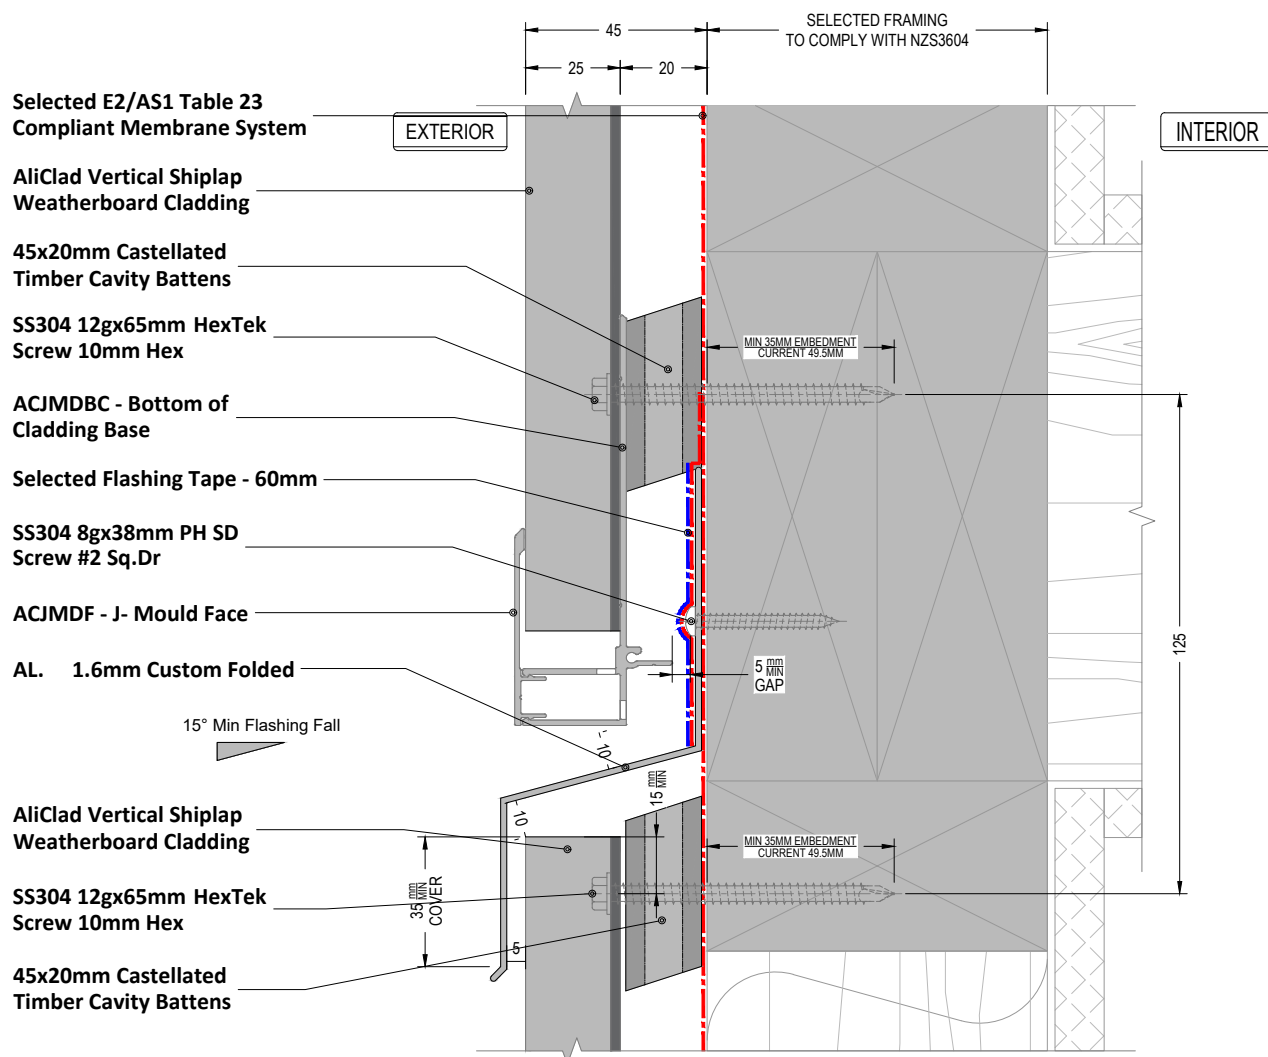 45
SELECTED FRAMING
TO COMPLY WITH NZS3604
25
20
Selected E2/AS1 Table 23
Compliant Membrane System
EXTERIOR
INTERIOR
AliClad Vertical Shiplap
Weatherboard Cladding
45x20mm Castellated
Timber Cavity Battens
SS304 12gx65mm HexTek
Screw 10mm Hex
MIN 35MM EMBEDMENT
CURRENT 49.5MM
ACJMDBC - Bottom of
Cladding Base
Selected Flashing Tape - 60mm
SS304 8gx38mm PH SD
Screw #2 Sq.Dr
ACJMDF - J- Mould Face
125
5 mm
MIN
GAP
AL. 1.6mm Custom Folded
15° Min Flashing Fall
10
15 mm
MIN
10
AliClad Vertical Shiplap
Weatherboard Cladding
MIN 35MM EMBEDMENT
CURRENT 49.5MM
35 mm
MIN
COVER
SS304 12gx65mm HexTek
Screw 10mm Hex
5
45x20mm Castellated
Timber Cavity Battens